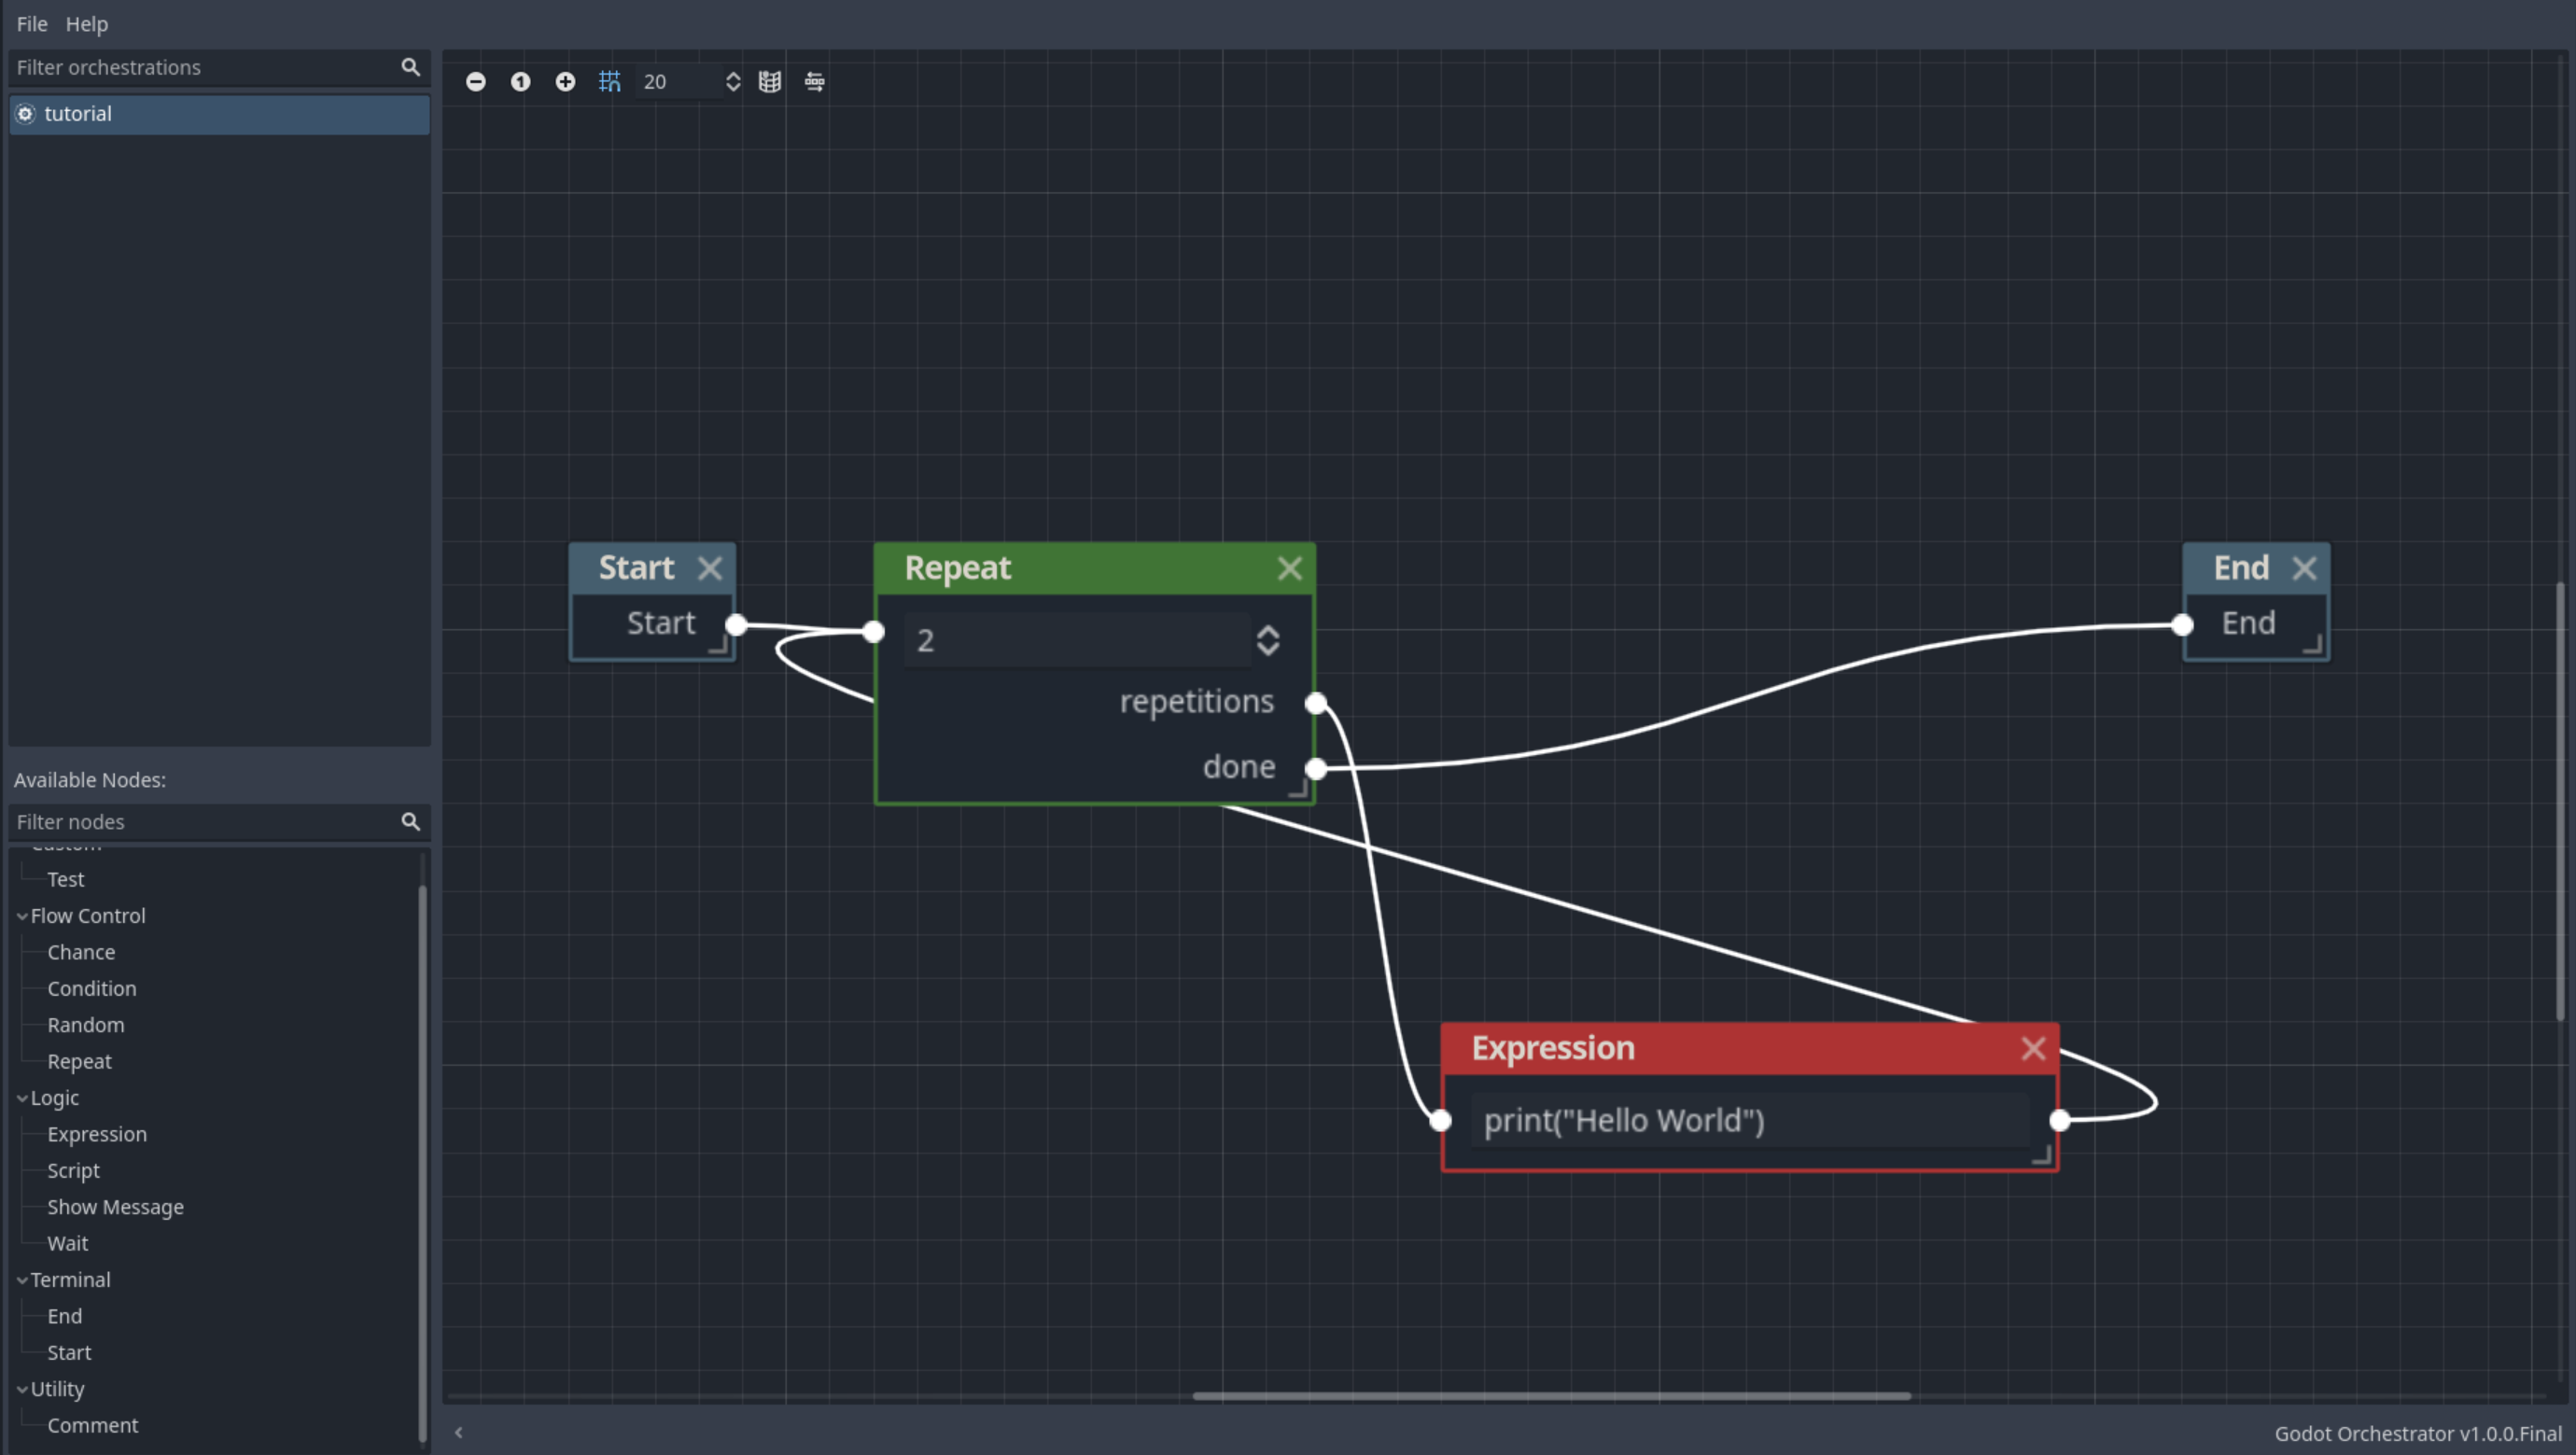 File Help
Filter orchestrations
tutorial
Available Nodes:
Filter nodes
Custom
Test
Flow Control
Chance
Condition
Random
Repeat
Logic
Expression
Script
Show Message
Wait
Terminal
End
Start
Utility
Comment
20
Start
Start
Repeat
2
repetitions
done
End
End
Expression
print("Hello World")
Godot Orchestrator v1.0.0.Final